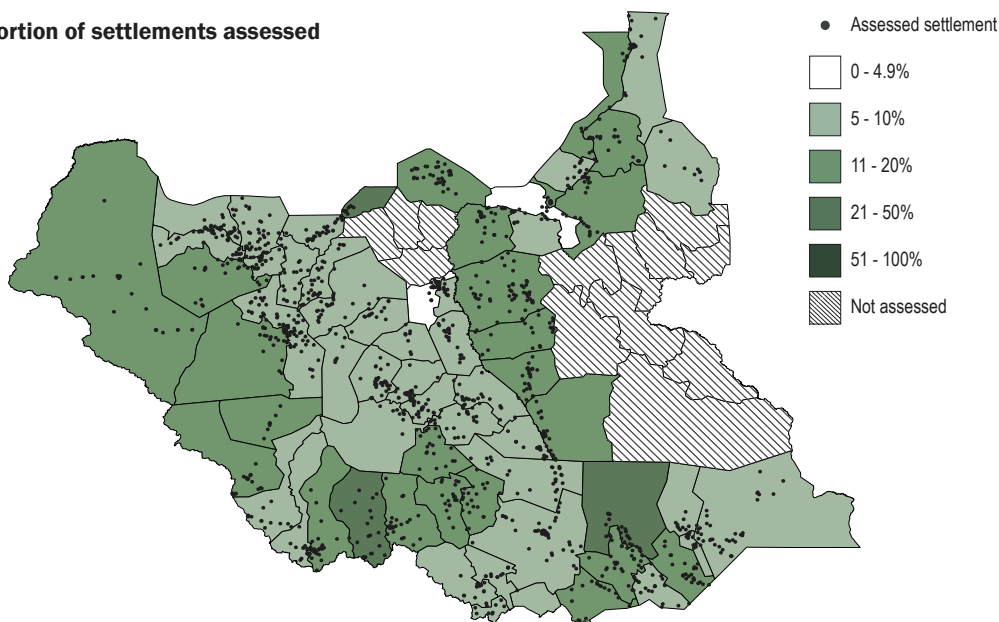 ortion of settlements assessed
Assessed settlement
0 - 4.9%
5 - 10%
11 - 20%
21 - 50%
51 - 100%
Not assessed